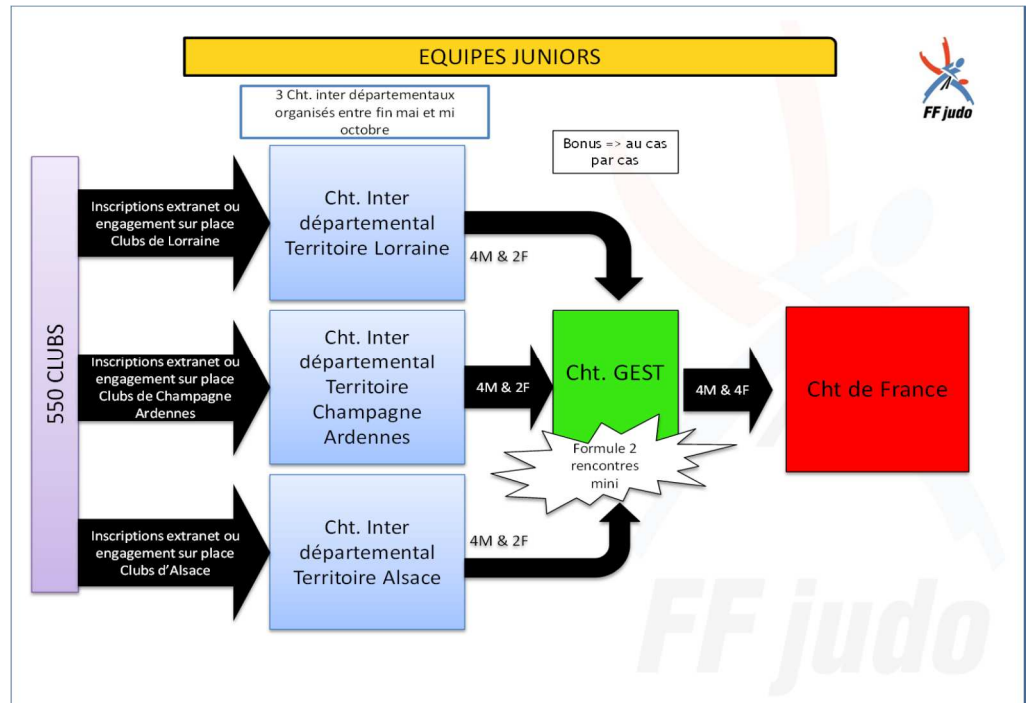 EQUIPES JUNIORS
FF judo
3 Cht. inter départementaux
organisés entre fin mai et mi
octobre
Bonus => au cas
par cas
550 CLUBS
Inscriptions extranet ou
engagement sur place
Clubs de Lorraine
Cht. Inter
départemental
Territoire Lorraine
4M & 2F
Inscriptions extranet ou
engagement sur place
Clubs de Champagne
Ardennes
Cht. Inter
départemental
Territoire
Champagne
Ardennes
4M & 2F
Cht. GEST
4M & 4F
Cht de France
Formule 2
rencontres
mini
Inscriptions extranet ou
engagement sur place
Clubs d’Alsace
Cht. Inter
départemental
Territoire Alsace
4M & 2F
FF judo